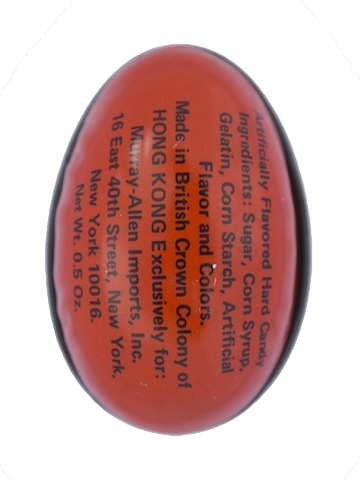 Artificially Flavored Hard Candy
Ingredients: Sugar, Corn Syrup,
Gelatin, Corn Starch, Artificial
Flavor and Colors.
Made in British Crown Colony of
HONG KONG Exclusively for:
Murray-Allen Imports, Inc.
16 East 40th Street, New York,
New York 10016.
Net Wt. 0.5 Oz.